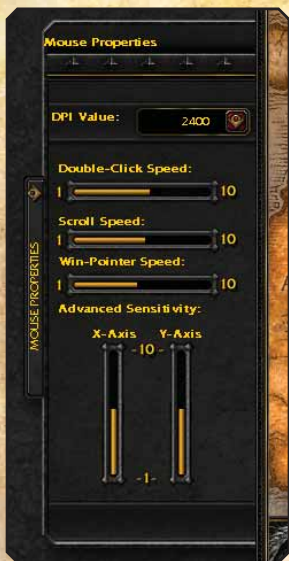 Mouse Properties
DPI Value: 2400
Double-Click Speed:
1 10
Scroll Speed:
1 10
Win-Pointer Speed:
1 10
Advanced Sensitivity:
X-Axis Y-Axis
-10-
-1-
MOUSE PROPERTIES